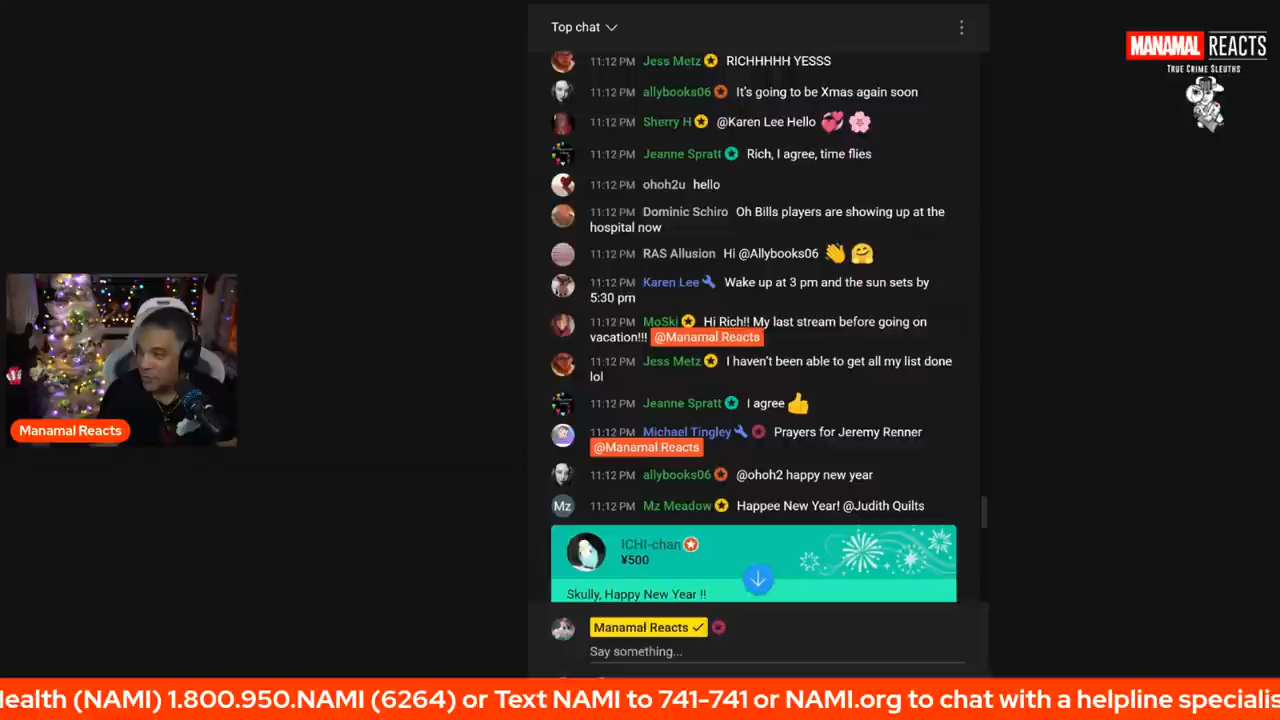 Top chat
MANAMAL REACTS
TRUE CRIME SLEUTHS
11:12 PM Jess Metz RICHHHHH YESSS
11:12 PM allybooks06 It's going to be Xmas again soon
11:12 PM Sherry H @Karen Lee Hello
11:12 PM Jeanne Spratt Rich, I agree, time flies
11:12 PM ohoh2u hello
11:12 PM Dominic Schiro Oh Bills players are showing up at the
hospital now
11:12 PM RAS Allusion Hi @Allybooks06
11:12 PM Karen Lee Wake up at 3 pm and the sun sets by
5:30 pm
11:12 PM MoSki Hi Rich!! My last stream before going on
vacation!!! @Manamal Reacts
11:12 PM Jess Metz I haven't been able to get all my list done
lol
11:12 PM Jeanne Spratt I agree
11:12 PM Michael Tingley Prayers for Jeremy Renner
@Manamal Reacts
11:12 PM allybooks06 @ohoh2 happy new year
Mz 11:12 PM Mz Meadow Happee New Year! @Judith Quilts
ICHI-chan
¥500
Skully, Happy New Year !!
Manamal Reacts
Say something...
Manamal Reacts
Health (NAMI) 1.800.950.NAMI (6264) or Text NAMI to 741-741 or NAMI.org to chat with a helpline specialis